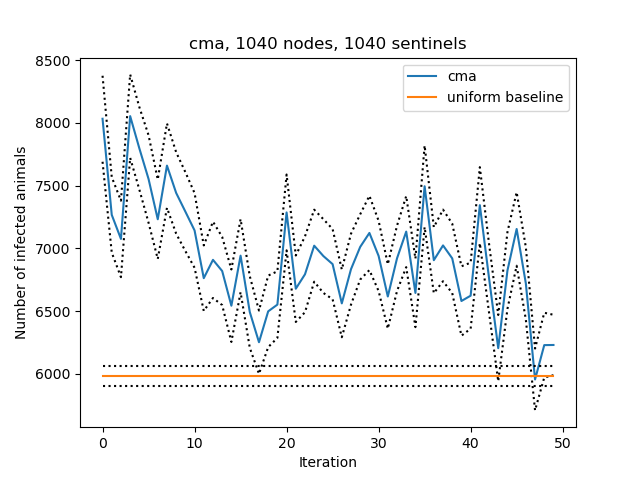 cma, 1040 nodes, 1040 sentinels
cma
uniform baseline
Number of infected animals
8500
8000
7500
7000
6500
6000
0 10 20 30 40 50
Iteration